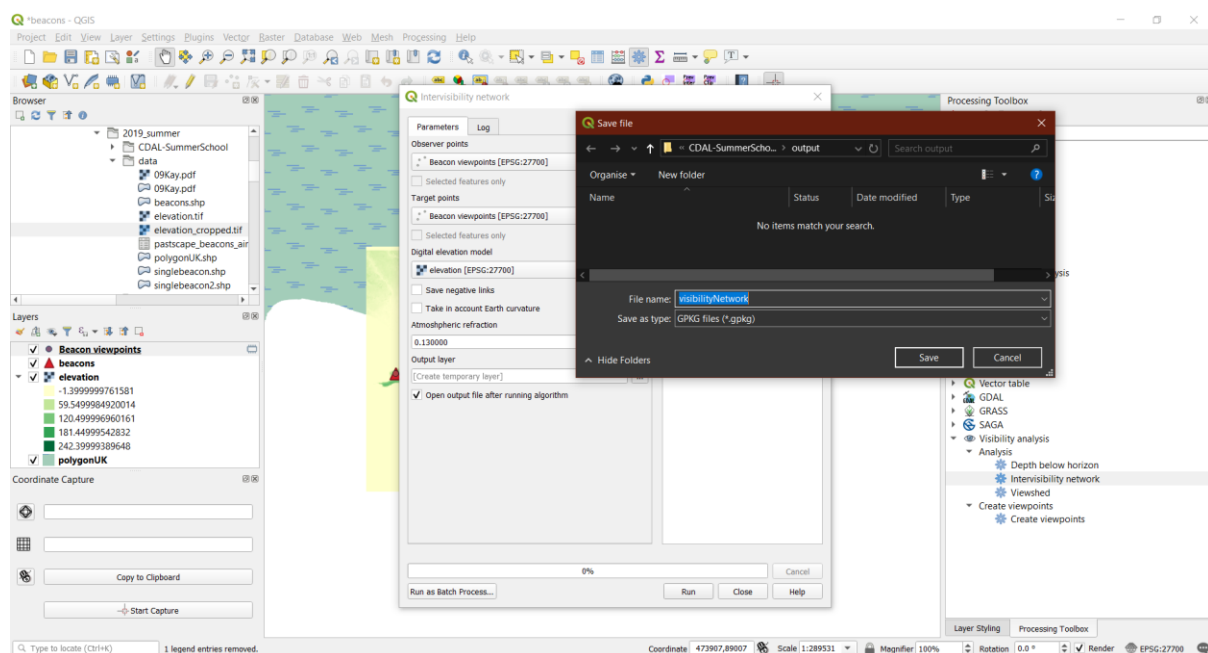 *beacons - QGIS
Project Edit View Layer Settings Plugins Vector Raster Database Web Mesh Processing Help
Browser
2019_summer
CDAL-SummerSchool
data
09Kay.pdf
09Kay.pdf
beacons.shp
elevation.tif
elevation_cropped.tif
pastscape_beacons_air
polygonUK.shp
singlebeacon.shp
singlebeacon2.shp
Layers
Beacon viewpoints
beacons
elevation
-1.3999999761581
59.5499984920014
120.499996960161
181.44999542832
242.39999389648
polygonUK
Coordinate Capture
Copy to Clipboard
Start Capture
Type to locate (Ctrl+K)
1 legend entries removed.
Intervisibility network
Parameters Log
Observer points
Beacon viewpoints [EPSG:27700]
Selected features only
Target points
Beacon viewpoints [EPSG:27700]
Selected features only
Digital elevation model
elevation [EPSG:27700]
Save negative links
Take in account Earth curvature
Atmoshpheric refraction
0.130000
Output layer
[Create temporary layer]
Open output file after running algorithm
0%
Cancel
Run as Batch Process...
Run Close Help
Save file
« CDAL-SummerScho... > output
Search output
Organise New folder
Name Status Date modified Type
No items match your search.
File name: visibilityNetwork
Save as type: GPKG files (*.gpkg)
Hide Folders
Save Cancel
Processing Toolbox
Vector table
GDAL
GRASS
SAGA
Visibility analysis
Analysis
Depth below horizon
Intervisibility network
Viewshed
Create viewpoints
Create viewpoints
Layer Styling Processing Toolbox
Coordinate 473907,89007 Scale 1:289531 Magnifier 100% Rotation 0.0 ° Render EPSG:27700